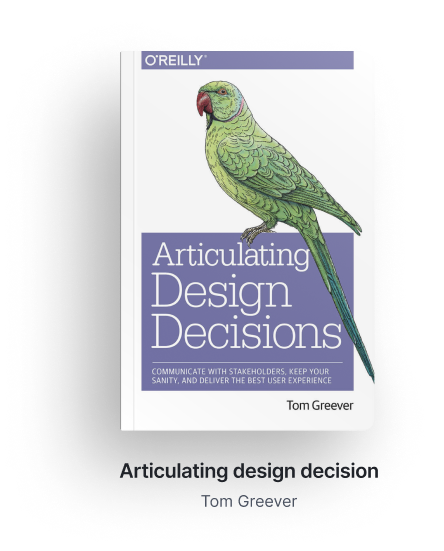 O'REILLY®
Articulating
Design
Decisions
COMMUNICATE WITH STAKEHOLDERS, KEEP YOUR
SANITY, AND DELIVER THE BEST USER EXPERIENCE
Tom Greever
Articulating design decision
Tom Greever